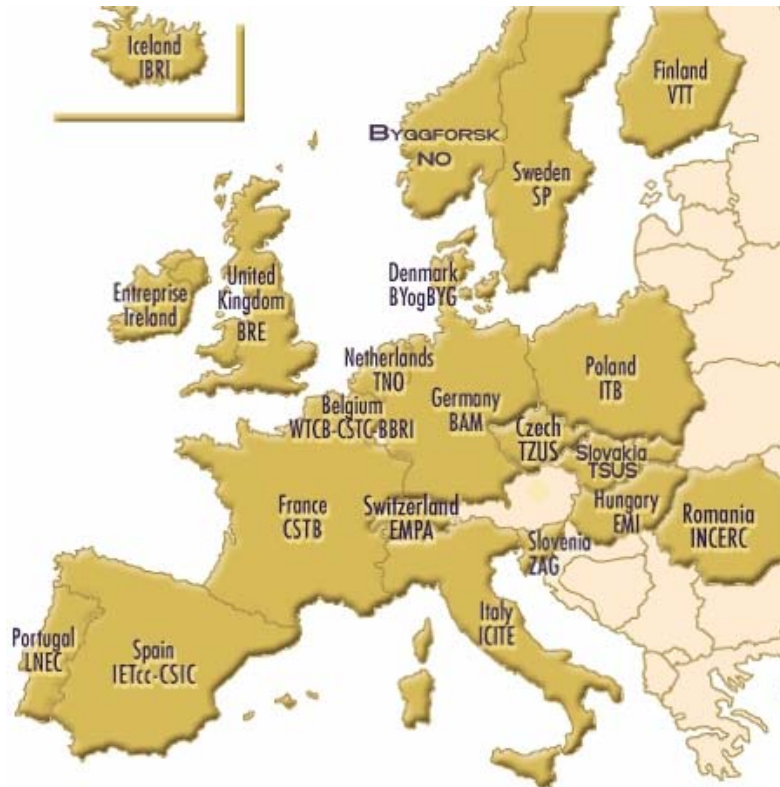 Iceland
IBRI
Finland
VTT
BYGGFORSK
NO
Sweden
SP
Denmark
BYogBYG
Entreprise
Ireland
United
Kingdom
BRE
Netherlands
TNO
Poland
ITB
Germany
BAM
Belgium
WTCB-CSTC-BBRI
Czech
TZUS
Slovakia
TSUS
France
CSTB
Switzerland
EMPA
Hungary
EMI
Romania
INCERC
Slovenia
ZAG
Italy
ICITE
Portugal
LNEC
Spain
IETcc-CSIC